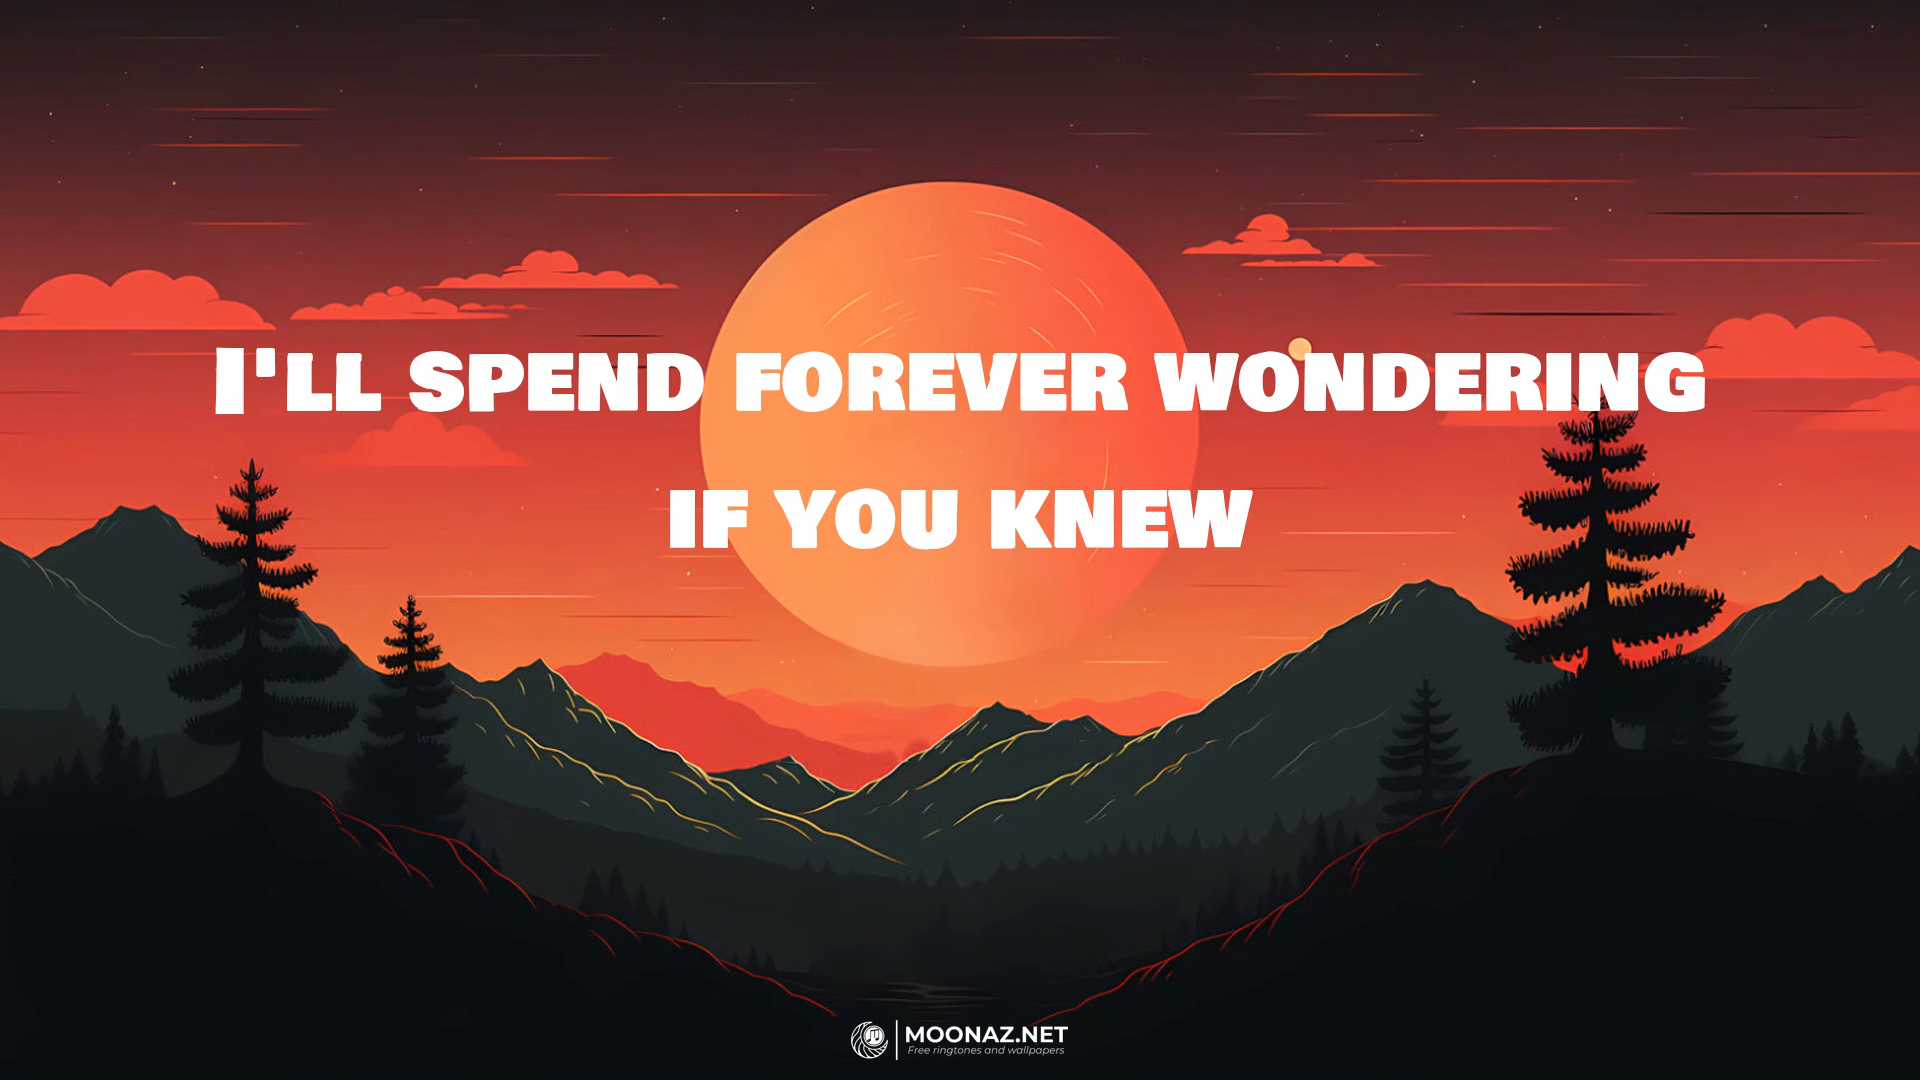 I'll spend forever wondering
if you knew
MOONAZ.NET
Free ringtones and wallpapers